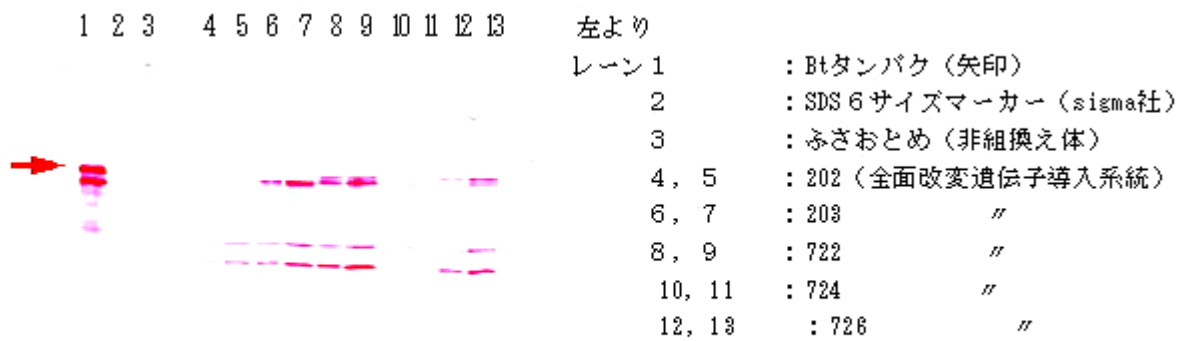 1 2 3 4 5 6 7 8 9 10 11 12 13
左より
レーン1 :Btタンパク(矢印)
2 :SDS6サイズマーカー(sigma社)
3 :ふさおとめ(非組換え体)
4, 5 :202(全面改変遺伝子導入系統)
6, 7 :203 〃
8, 9 :722 〃
10, 11 :724 〃
12, 13 :726 〃